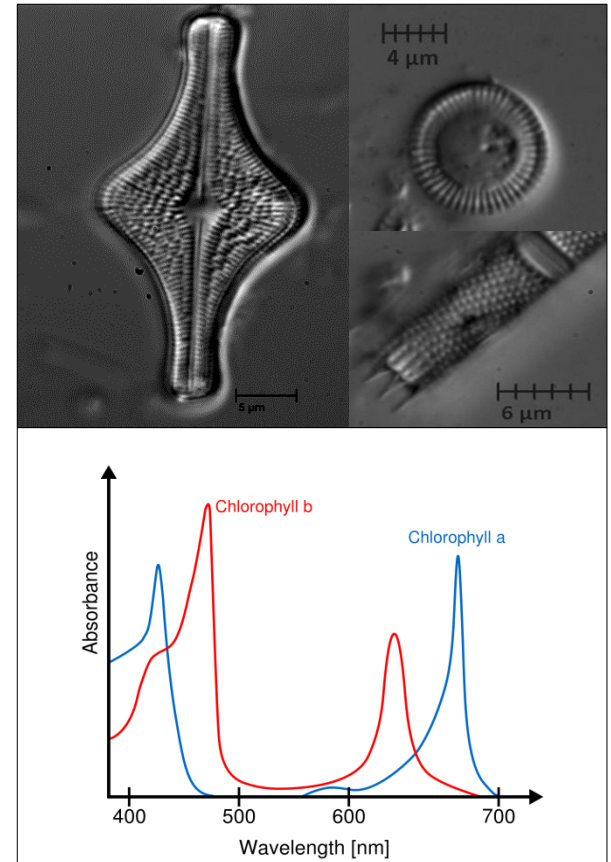 4 µm
5 µm
6 µm
Chlorophyll b
Chlorophyll a
Absorbance
400 500 600 700
Wavelength [nm]